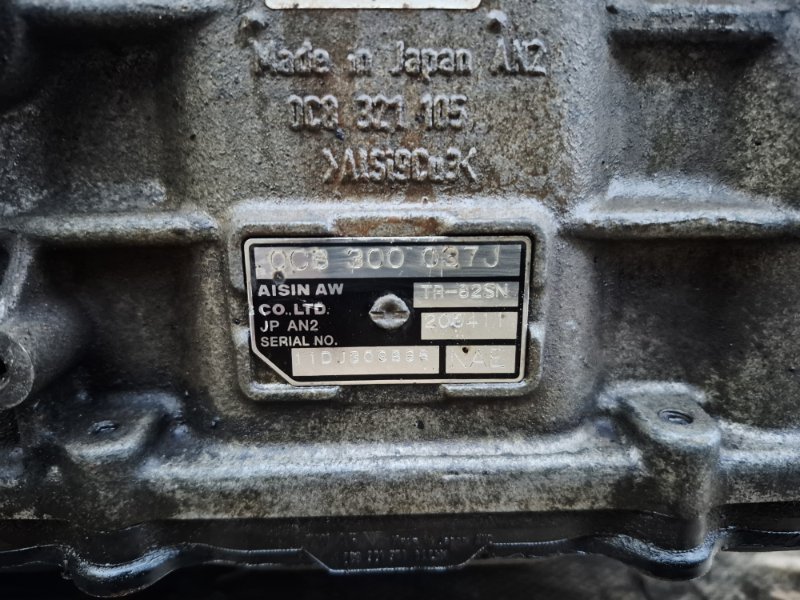 Made in Japan AN2
0C8 321 105
>AlSi9Cu3<
0C8 300 037J
AISIN AW
CO.,LTD.
TR-82SN
JP AN2
SERIAL NO.
NAE